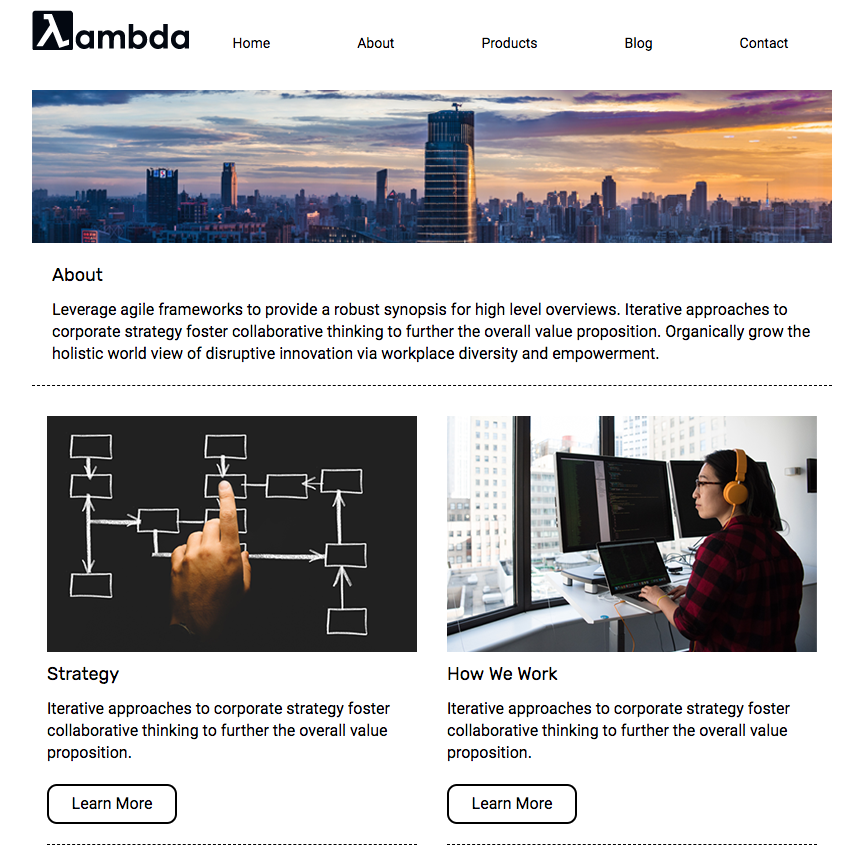 λambda
Home About Products Blog Contact
About
Leverage agile frameworks to provide a robust synopsis for high level overviews. Iterative approaches to
corporate strategy foster collaborative thinking to further the overall value proposition. Organically grow the
holistic world view of disruptive innovation via workplace diversity and empowerment.
Strategy
Iterative approaches to corporate strategy foster
collaborative thinking to further the overall value
proposition.
Learn More
How We Work
Iterative approaches to corporate strategy foster
collaborative thinking to further the overall value
proposition.
Learn More